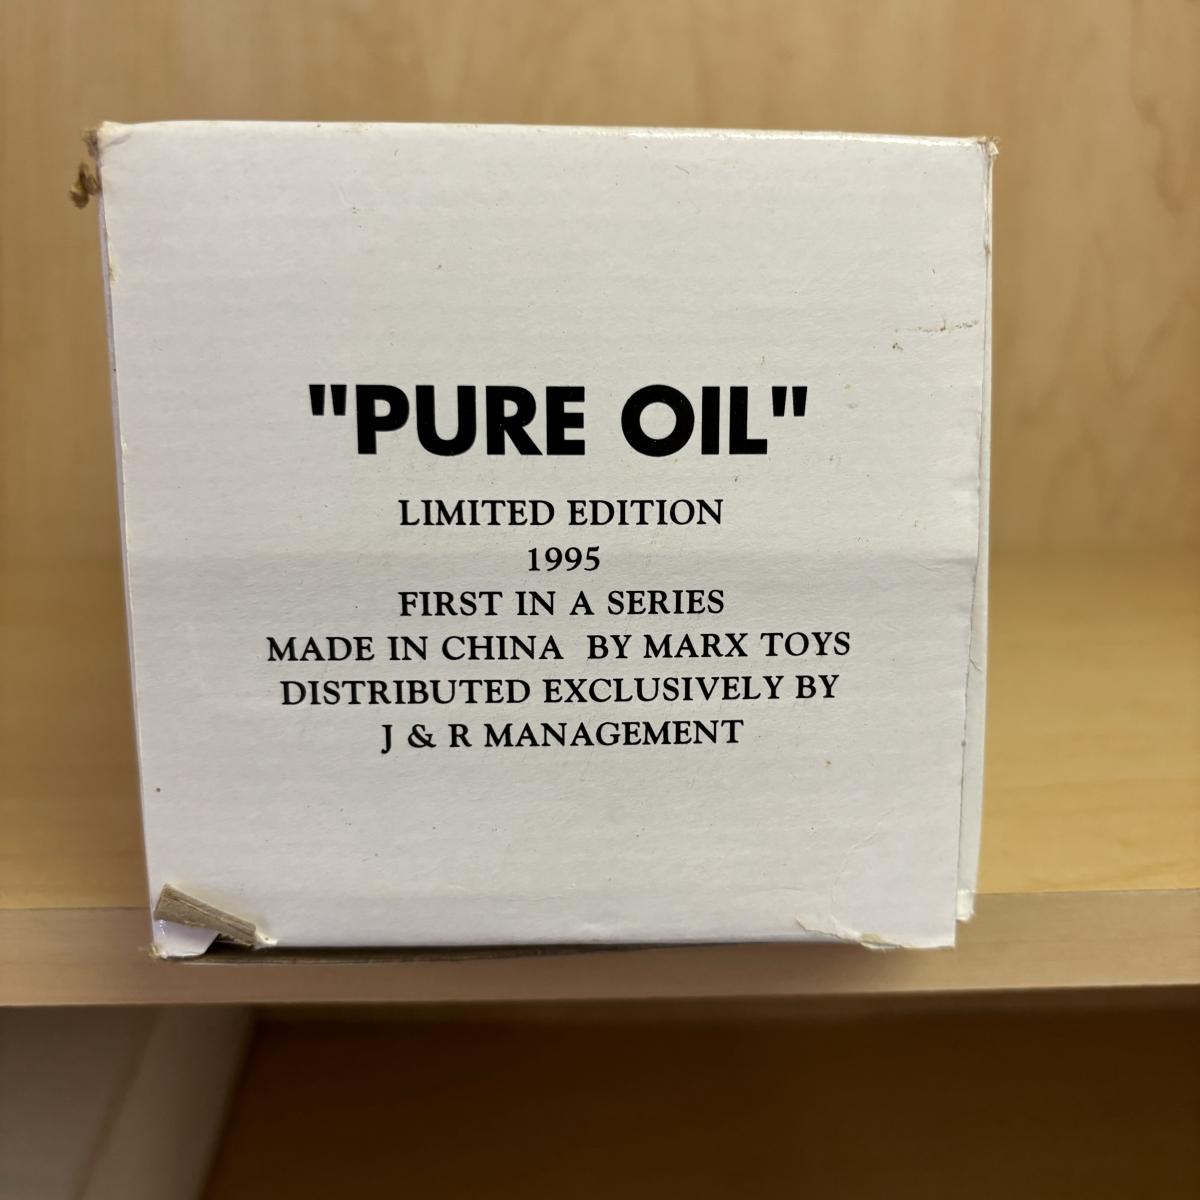 "PURE OIL"
LIMITED EDITION
1995
FIRST IN A SERIES
MADE IN CHINA BY MARX TOYS
DISTRIBUTED EXCLUSIVELY BY
J & R MANAGEMENT